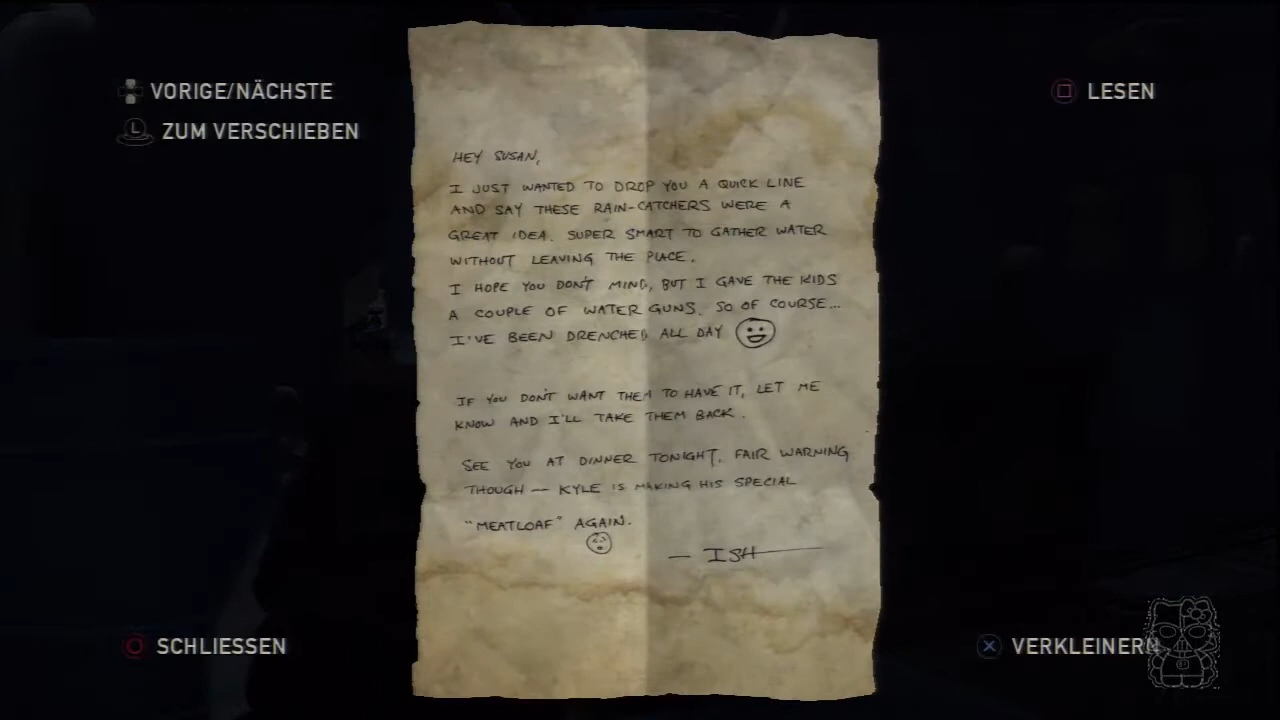 VORIGE/NÄCHSTE
L ZUM VERSCHIEBEN
LESEN
HEY SUSAN,
I JUST WANTED TO DROP YOU A QUICK LINE
AND SAY THESE RAIN-CATCHERS WERE A
GREAT IDEA. SUPER SMART TO GATHER WATER
WITHOUT LEAVING THE PLACE.
I HOPE YOU DON'T MIND, BUT I GAVE THE KIDS
A COUPLE OF WATER GUNS. SO OF COURSE...
I'VE BEEN DRENCHED ALL DAY
IF YOU DON'T WANT THEM TO HAVE IT, LET ME
KNOW AND I'LL TAKE THEM BACK.
SEE YOU AT DINNER TONIGHT. FAIR WARNING
THOUGH — KYLE IS MAKING HIS SPECIAL
"MEATLOAF" AGAIN.
— ISH
SCHLIESSEN
VERKLEINERN